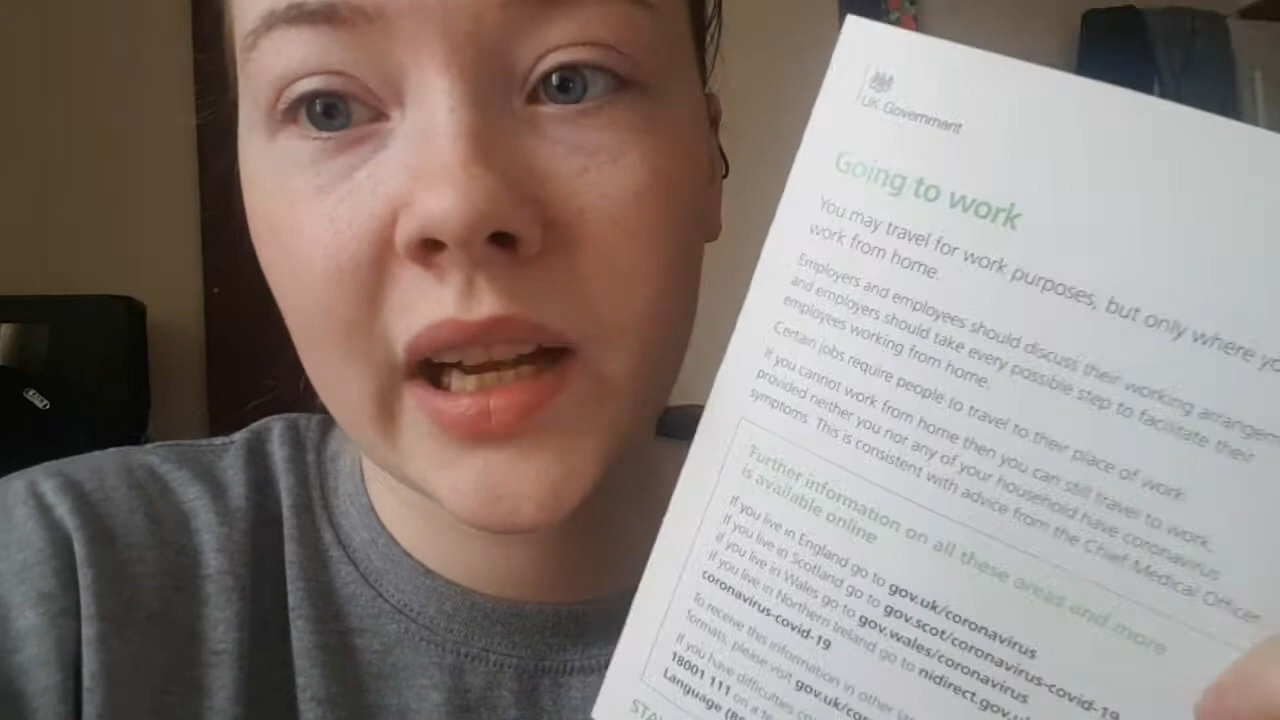 UK Government
Going to work
You may travel for work purposes, but only where yo
work from home.
Employers and employees should discuss their working arrangem
and employers should take every possible step to facilitate their
employees working from home.
Certain jobs require people to travel to their place of work
If you cannot work from home then you can still travel to work,
provided neither you not any of your household have coronavirus
symptoms. This is consistent with advice from the Chief Medical Officer.
Further information on all these areas and more
is available online
If you live in England go to gov.uk/coronavirus
If you live in Scotland go to gov.scot/coronavirus-covid-19
If you live in Wales go to gov.wales/coronavirus
If you live in Northern Ireland go to nidirect.gov.u
coronavirus-covid-19
To receive this information in other la
formats, please visit gov.uk/cor
If you have difficulties co
18001 111 on a te
Language (BS
STA